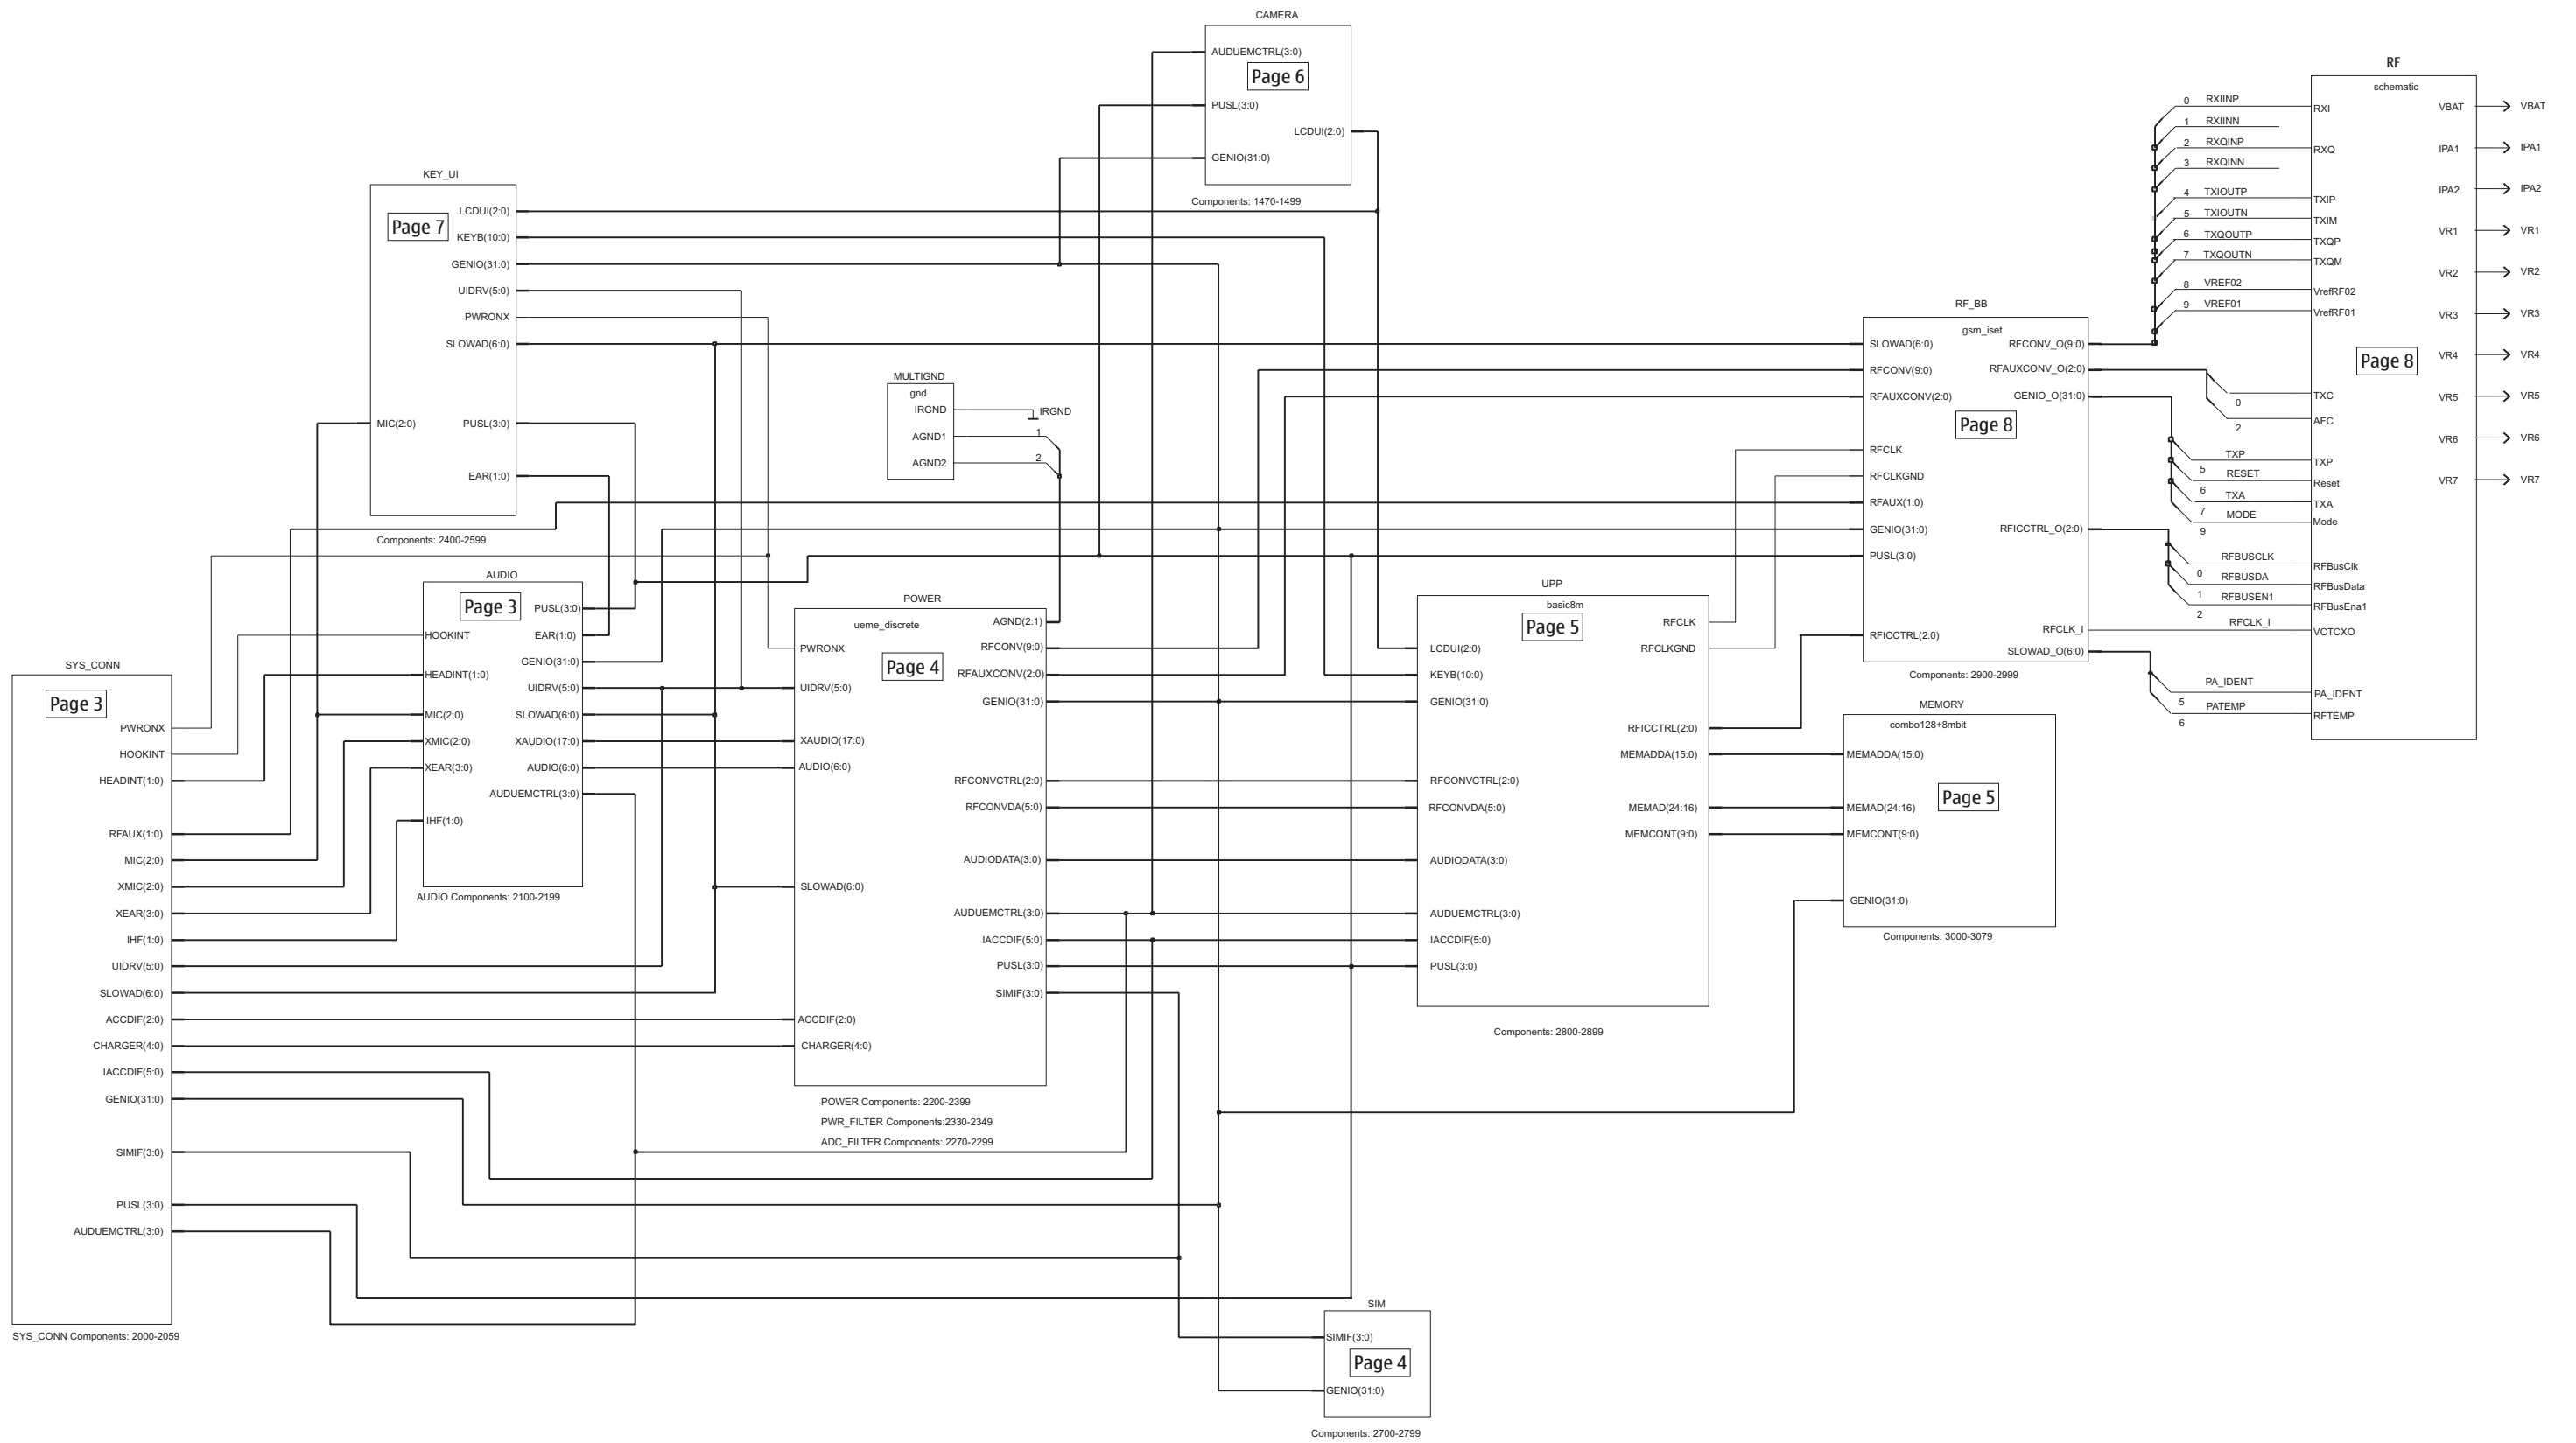 CAMERA
AUDUEMCTRL(3:0)
Page 6
PUSL(3:0)
LCDUI(2:0)
GENIO(31:0)
Components: 1470-1499
KEY_UI
LCDUI(2:0)
Page 7
KEYB(10:0)
GENIO(31:0)
UIDRV(5:0)
PWRONX
SLOWAD(6:0)
MIC(2:0)
PUSL(3:0)
EAR(1:0)
Components: 2400-2599
MULTIGND
gnd
IRGND
IRGND
AGND1
1
AGND2
2
AUDIO
Page 3
PUSL(3:0)
HOOKINT
EAR(1:0)
GENIO(31:0)
HEADINT(1:0)
UIDRV(5:0)
MIC(2:0)
SLOWAD(6:0)
XMIC(2:0)
XAUDIO(17:0)
XEAR(3:0)
AUDIO(6:0)
AUDUEMCTRL(3:0)
IHF(1:0)
AUDIO Components: 2100-2199
SYS_CONN
Page 3
PWRONX
HOOKINT
HEADINT(1:0)
RFAUX(1:0)
MIC(2:0)
XMIC(2:0)
XEAR(3:0)
IHF(1:0)
UIDRV(5:0)
SLOWAD(6:0)
ACCDIF(2:0)
CHARGER(4:0)
IACCDIF(5:0)
GENIO(31:0)
SIMIF(3:0)
PUSL(3:0)
AUDUEMCTRL(3:0)
SYS_CONN Components: 2000-2059
POWER
ueme_discrete
AGND(2:1)
PWRONX
RFCONV(9:0)
Page 4
RFAUXCONV(2:0)
UIDRV(5:0)
GENIO(31:0)
XAUDIO(17:0)
AUDIO(6:0)
RFCONVCTRL(2:0)
RFCONVDA(5:0)
AUDIODATA(3:0)
SLOWAD(6:0)
AUDUEMCTRL(3:0)
IACCDIF(5:0)
PUSL(3:0)
SIMIF(3:0)
ACCDIF(2:0)
CHARGER(4:0)
POWER Components: 2200-2399
PWR_FILTER Components:2330-2349
ADC_FILTER Components: 2270-2299
UPP
basic8m
Page 5
RFCLK
LCDUI(2:0)
RFCLKGND
KEYB(10:0)
GENIO(31:0)
RFICCTRL(2:0)
MEMADDA(15:0)
RFCONVCTRL(2:0)
RFCONVDA(5:0)
MEMAD(24:16)
MEMCONT(9:0)
AUDIODATA(3:0)
AUDUEMCTRL(3:0)
IACCDIF(5:0)
PUSL(3:0)
Components: 2800-2899
SIM
SIMIF(3:0)
Page 4
GENIO(31:0)
Components: 2700-2799
RF_BB
gsm_iset
SLOWAD(6:0)
RFCONV_O(9:0)
RFCONV(9:0)
RFAUXCONV_O(2:0)
RFAUXCONV(2:0)
GENIO_O(31:0)
Page 8
RFCLK
RFCLKGND
RFAUX(1:0)
GENIO(31:0)
RFICCTRL_O(2:0)
PUSL(3:0)
RFICCTRL(2:0)
RFCLK_I
SLOWAD_O(6:0)
Components: 2900-2999
MEMORY
combo128+8mbit
MEMADDA(15:0)
Page 5
MEMAD(24:16)
MEMCONT(9:0)
GENIO(31:0)
Components: 3000-3079
0 RXIINP
1 RXIINN
2 RXQINP
3 RXQINN
4 TXIOUTP
5 TXIOUTN
6 TXQOUTP
7 TXQOUTN
8 VREF02
9 VREF01
0
2
TXP
5 RESET
6 TXA
7 MODE
9
RFBUSCLK
0 RFBUSDA
1 RFBUSEN1
2 RFCLK_I
PA_IDENT
5 PATEMP
6
RF
schematic
RXI
RXQ
TXIP
TXIM
TXQP
TXQM
VrefRF02
VrefRF01
Page 8
TXC
AFC
TXP
Reset
TXA
Mode
RFBusClk
RFBusData
RFBusEna1
VCTCXO
PA_IDENT
RFTEMP
VBAT VBAT
IPA1 IPA1
IPA2 IPA2
VR1 VR1
VR2 VR2
VR3 VR3
VR4 VR4
VR5 VR5
VR6 VR6
VR7 VR7